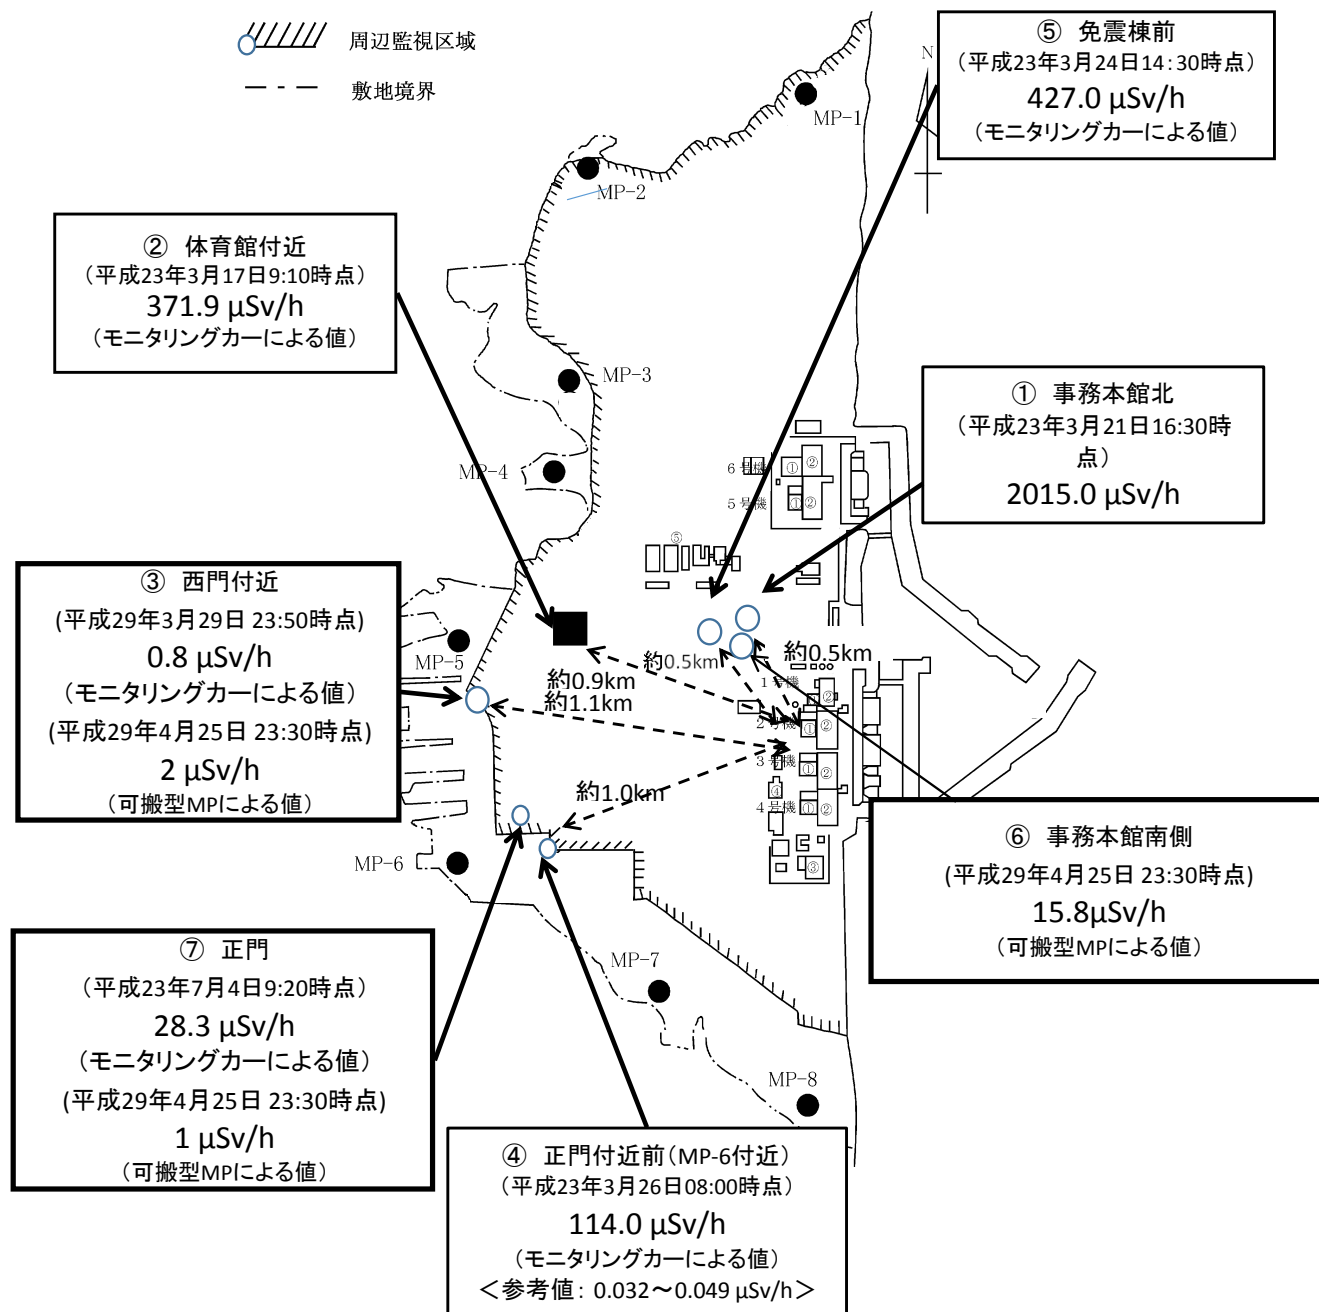 周辺監視区域
敷地境界
⑤ 免震棟前
（平成23年3月24日14：30時点）
427.0 μSv/h
（モニタリングカーによる値）
N
MP-1
MP-2
② 体育館付近
（平成23年3月17日9:10時点）
371.9 μSv/h
（モニタリングカーによる値）
MP-3
① 事務本館北
（平成23年3月21日16:30時
点）
2015.0 μSv/h
MP-4
６号機
①
②
５号機
①
②
⑤
③ 西門付近
(平成29年3月29日 23:50時点)
0.8 μSv/h
（モニタリングカーによる値）
(平成29年4月25日 23:30時点)
2 μSv/h
（可搬型MPによる値）
MP-5
約0.5km
約0.5km
約0.9km
約1.1km
１号機
②
２号機
①
②
３号機
①
②
④
４号機
①
②
③
約1.0km
MP-6
⑥ 事務本館南側
(平成29年4月25日 23:30時点)
15.8μSv/h
（可搬型MPによる値）
⑦ 正門
（平成23年7月4日9:20時点）
28.3 μSv/h
（モニタリングカーによる値）
(平成29年4月25日 23:30時点)
1 μSv/h
（可搬型MPによる値）
MP-7
MP-8
④ 正門付近前（MP-6付近）
（平成23年3月26日08:00時点）
114.0 μSv/h
（モニタリングカーによる値）
＜参考値： 0.032～0.049 μSv/h＞